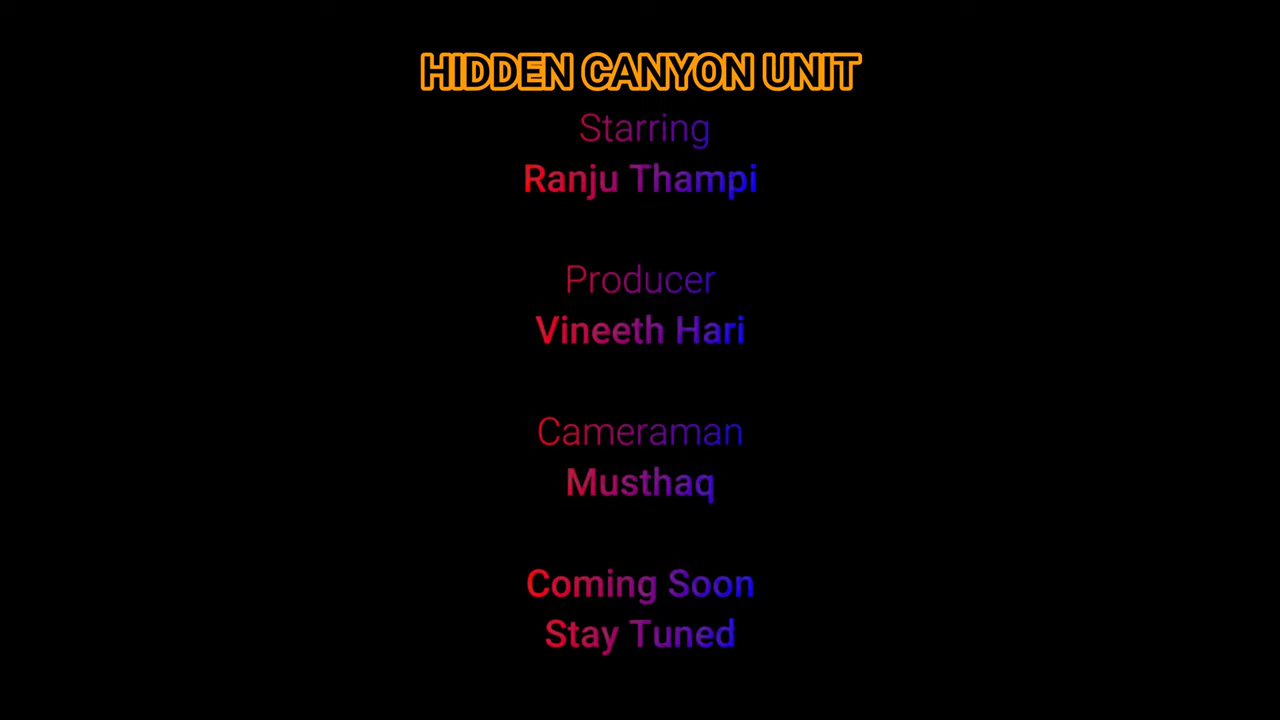 HIDDEN CANYON UNIT
Starring
Ranju Thampi
Producer
Vineeth Hari
Cameraman
Musthaq
Coming Soon
Stay Tuned